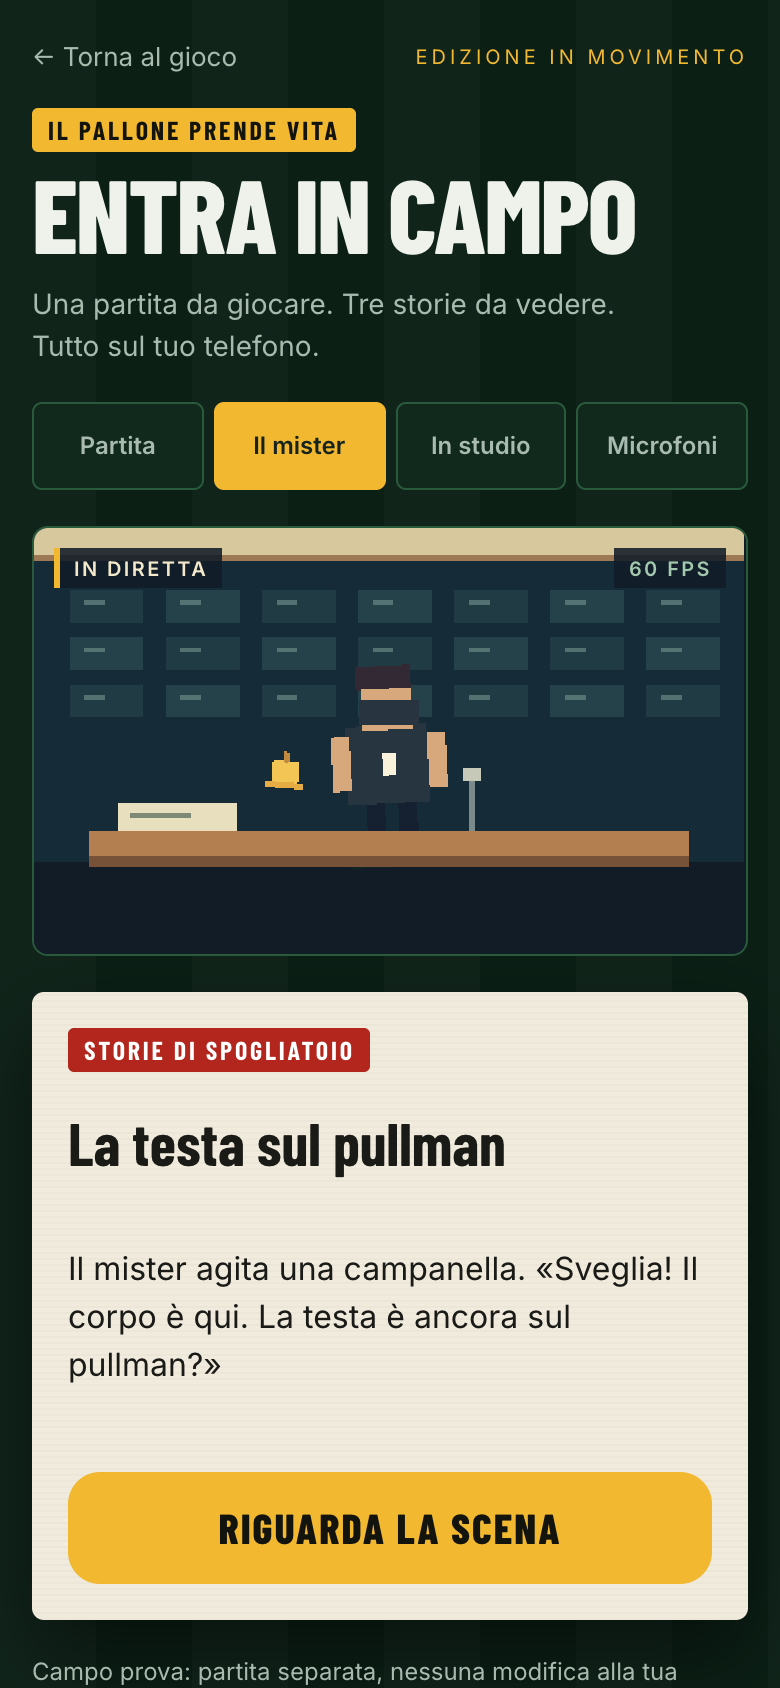 ← Torna al gioco
EDIZIONE IN MOVIMENTO
IL PALLONE PRENDE VITA
ENTRA IN CAMPO
Una partita da giocare. Tre storie da vedere.
Tutto sul tuo telefono.
Partita
Il mister
In studio
Microfoni
IN DIRETTA
60 FPS
STORIE DI SPOGLIATOIO
La testa sul pullman
Il mister agita una campanella. «Sveglia! Il
corpo è qui. La testa è ancora sul
pullman?»
RIGUARDA LA SCENA
Campo prova: partita separata, nessuna modifica alla tua